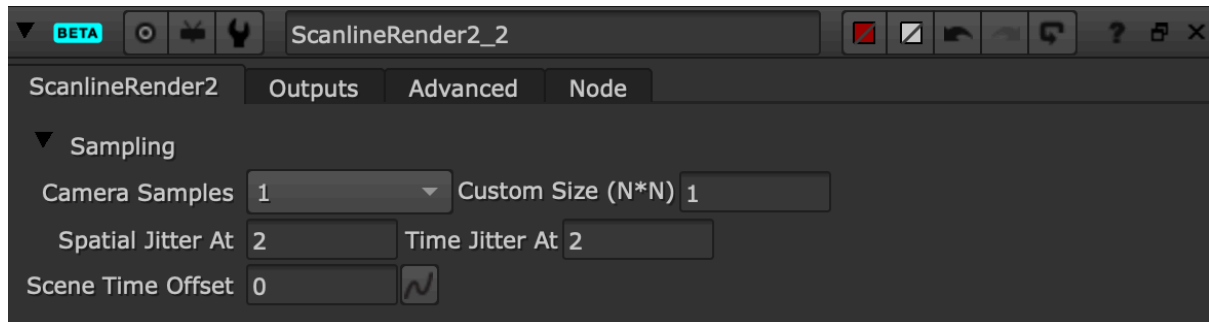 BETA ScanlineRender2_2 ?
ScanlineRender2 Outputs Advanced Node
Sampling
Camera Samples 1 Custom Size (N*N) 1
Spatial Jitter At 2 Time Jitter At 2
Scene Time Offset 0